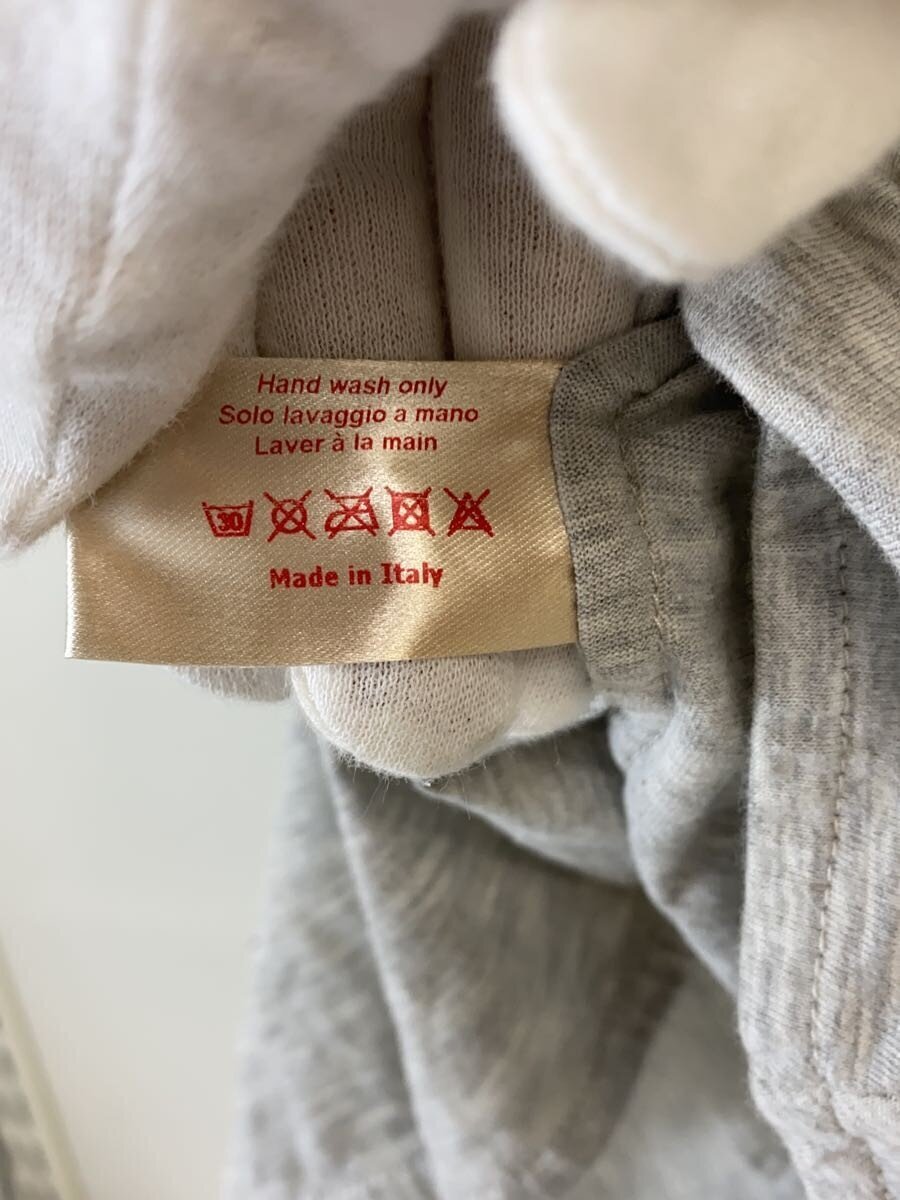 Hand wash only
Solo lavaggio a mano
Laver à la main
30
Made in Italy